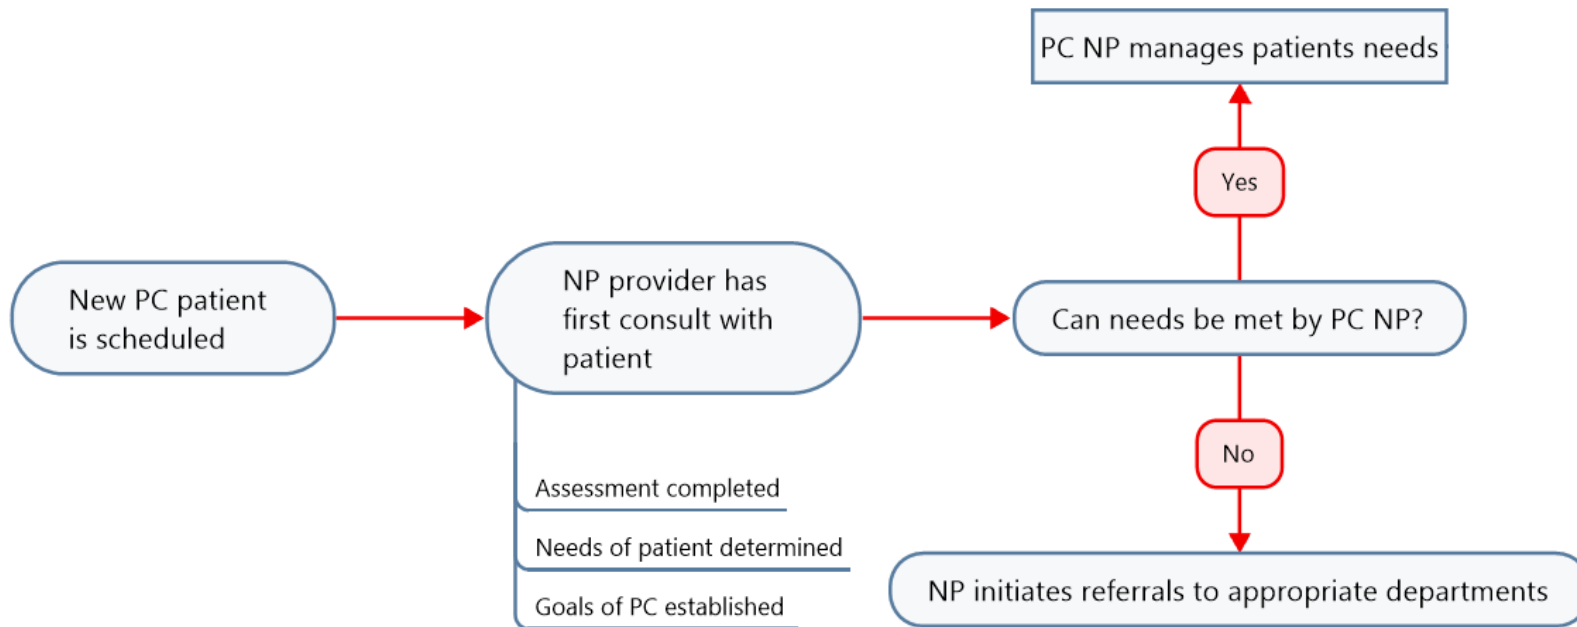 New PC patient
is scheduled
NP provider has
first consult with
patient
Assessment completed
Needs of patient determined
Goals of PC established
Can needs be met by PC NP?
Yes
PC NP manages patients needs
No
NP initiates referrals to appropriate departments